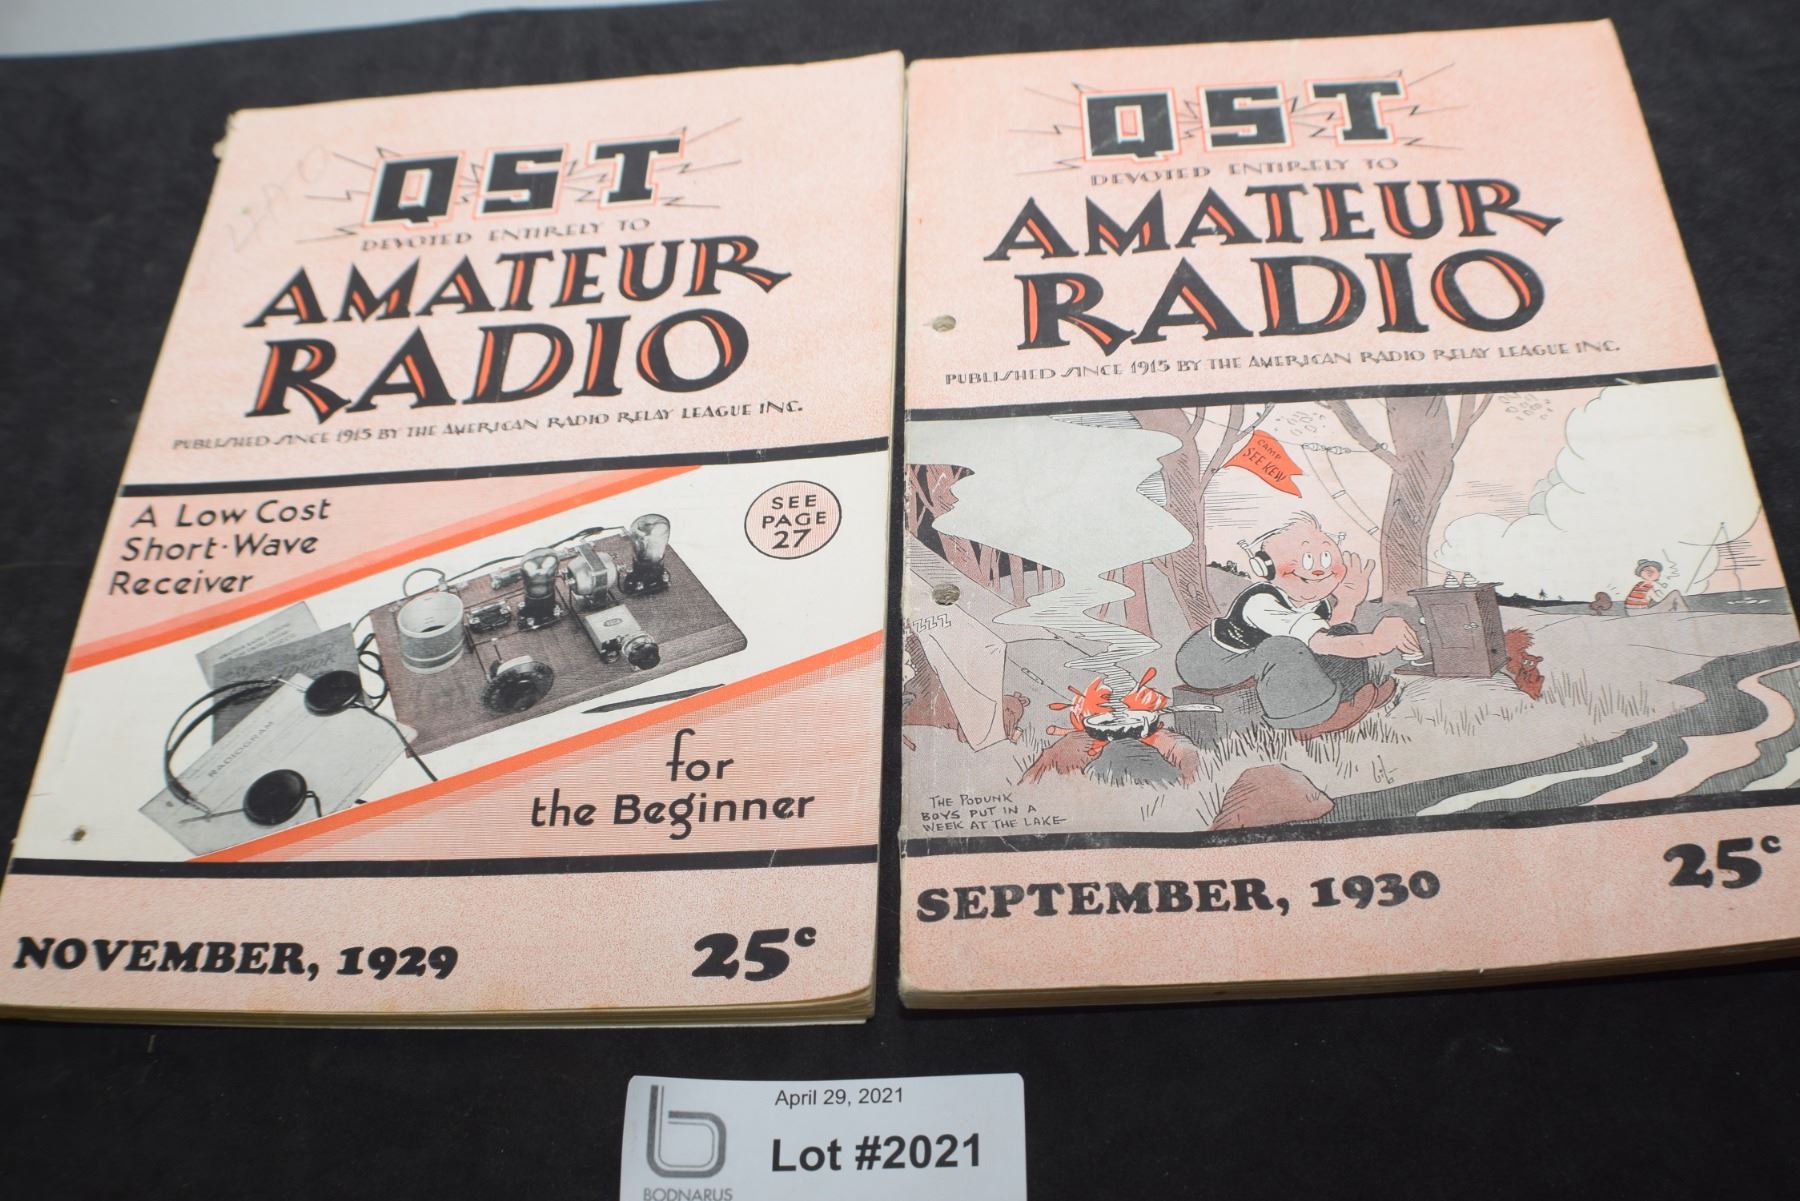 QST
DEVOTED ENTIRELY TO
AMATEUR
RADIO
PUBLISHED SINCE 1915 BY THE AMERICAN RADIO RELAY LEAGUE INC.
A Low Cost
Short-Wave
Receiver
SEE
PAGE
27
RADIOGRAM
for
the Beginner
NOVEMBER, 1929
25c
QST
DEVOTED ENTIRELY TO
AMATEUR
RADIO
PUBLISHED SINCE 1915 BY THE AMERICAN RADIO RELAY LEAGUE INC.
CAMP
SEE KEW
ZZZZ
THE PODUNK
BOYS PUT IN A
WEEK AT THE LAKE
SEPTEMBER, 1930
25c
April 29, 2021
Lot #2021
BODNARUS